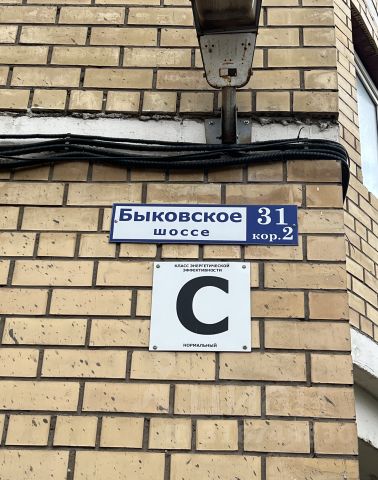 Быковское
шоссе
31
кор.2
КЛАСС ЭНЕРГЕТИЧЕСКОЙ
ЭФФЕКТИВНОСТИ
С
НОРМАЛЬНЫЙ